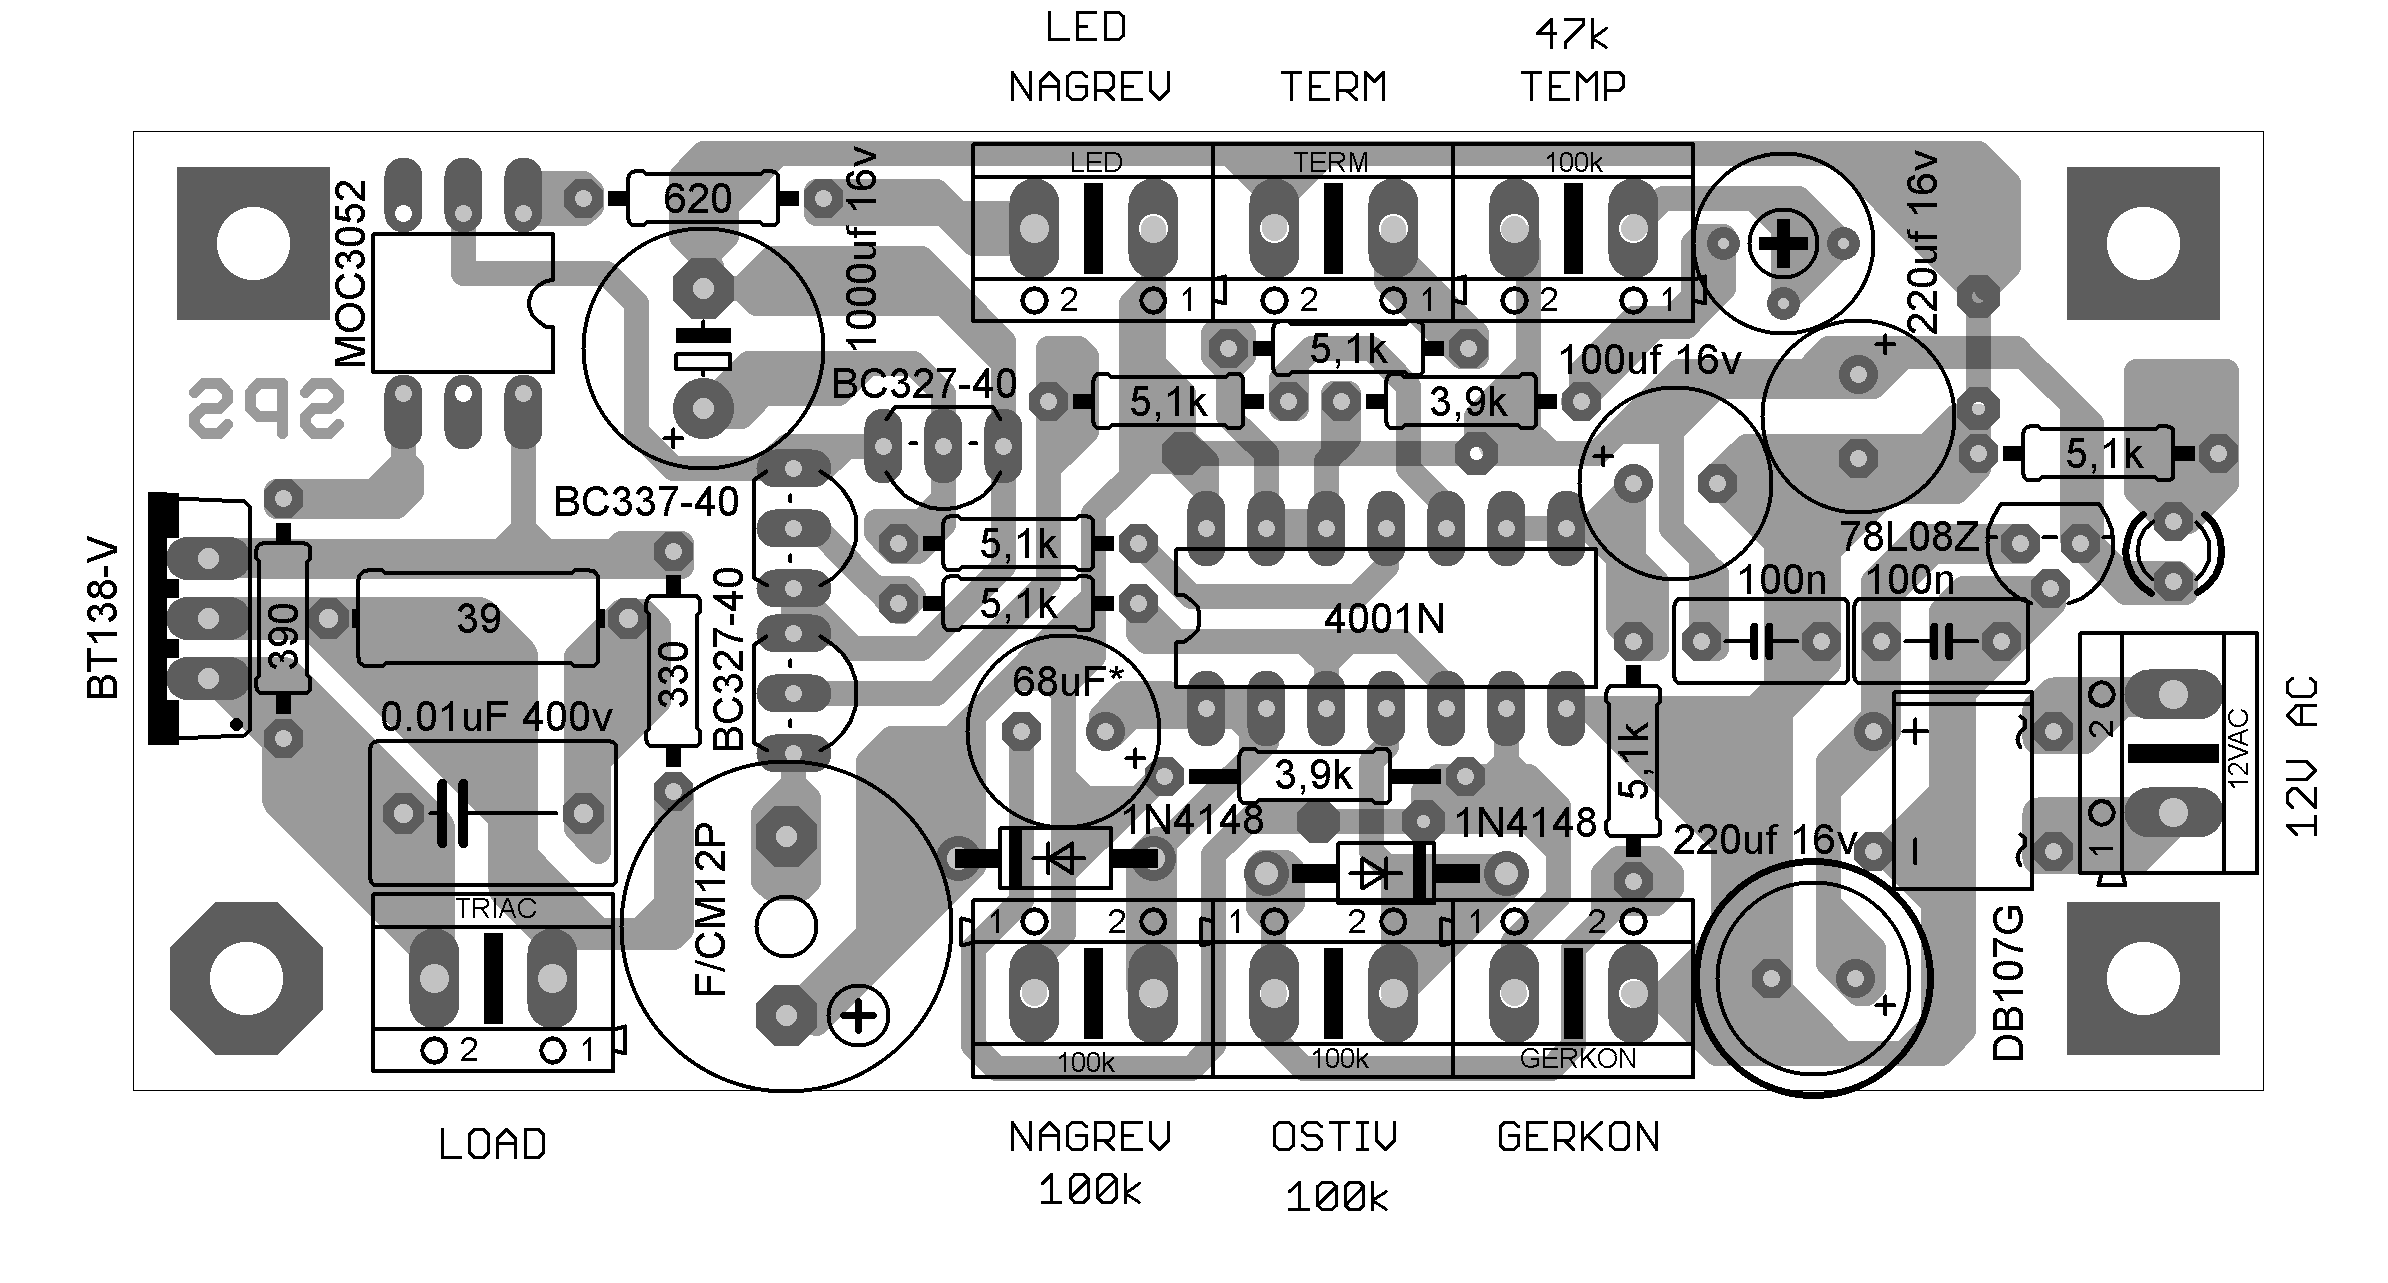 LED
NAGREV
TERM
47k
TEMP
LED
TERM
100k
2 1
2 1
2 1
MOC3052
620
1000uf 16v
220uf 16v
5,1k
100uf 16v
BC327-40
5,1k
3,9k
SPS
5,1k
BC337-40
5,1k
78L08Z
100n
100n
BT138-V
390
39
330
BC327-40
5,1k
4001N
68uF*
0.01uF 400v
3,9k
5,1k
1N4148
1N4148
220uf 16v
2
1
12VAC
12V AC
F/CM12P
TRIAC
2 1
1 2
1 2
1 2
100k
100k
GERKON
DB107G
LOAD
NAGREV
100k
OSTIV
100k
GERKON